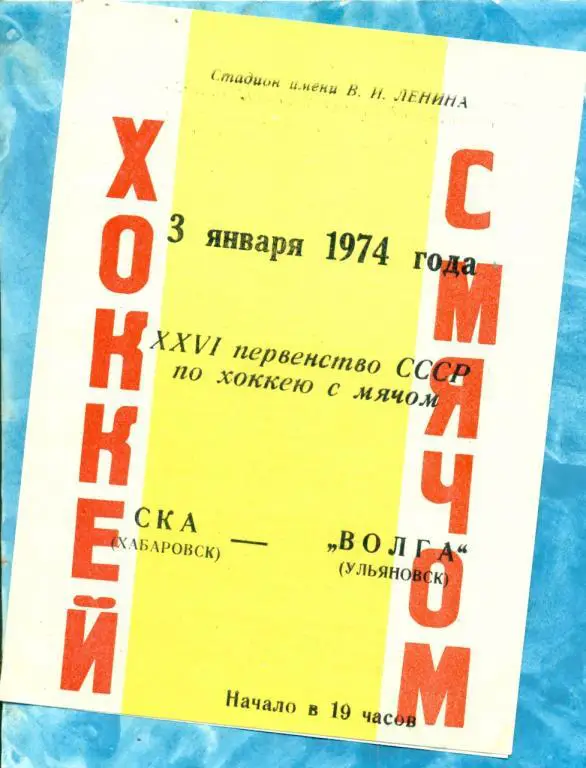 ХОККЕЙ
С МЯЧОМ
Стадион имени В. И. ЛЕНИНА
3 января 1974 года
XXVI первенство СССР
по хоккею с мячом
СКА — „ВОЛГА“
(ХАБАРОВСК) (УЛЬЯНОВСК)
Начало в 19 часов